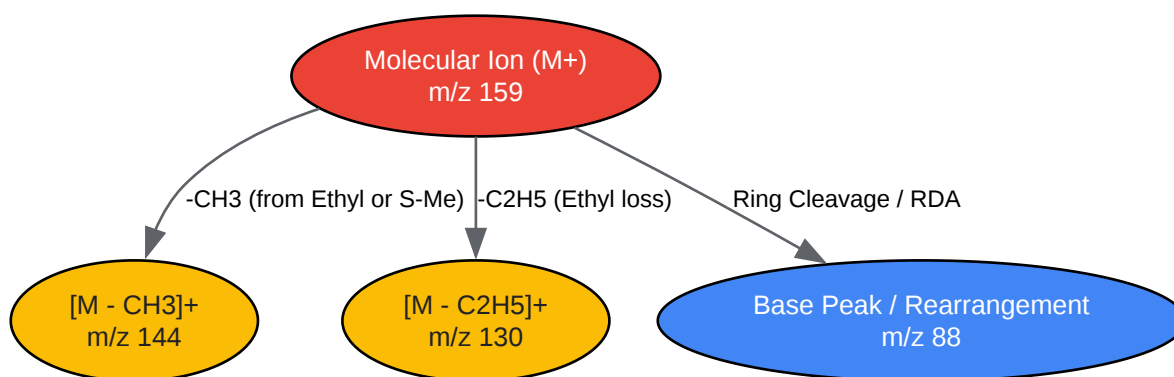 Molecular Ion (M+)
m/z 159
-CH3 (from Ethyl or S-Me)
-C2H5 (Ethyl loss)
Ring Cleavage / RDA
[M - CH3]+
m/z 144
[M - C2H5]+
m/z 130
Base Peak / Rearrangement
m/z 88